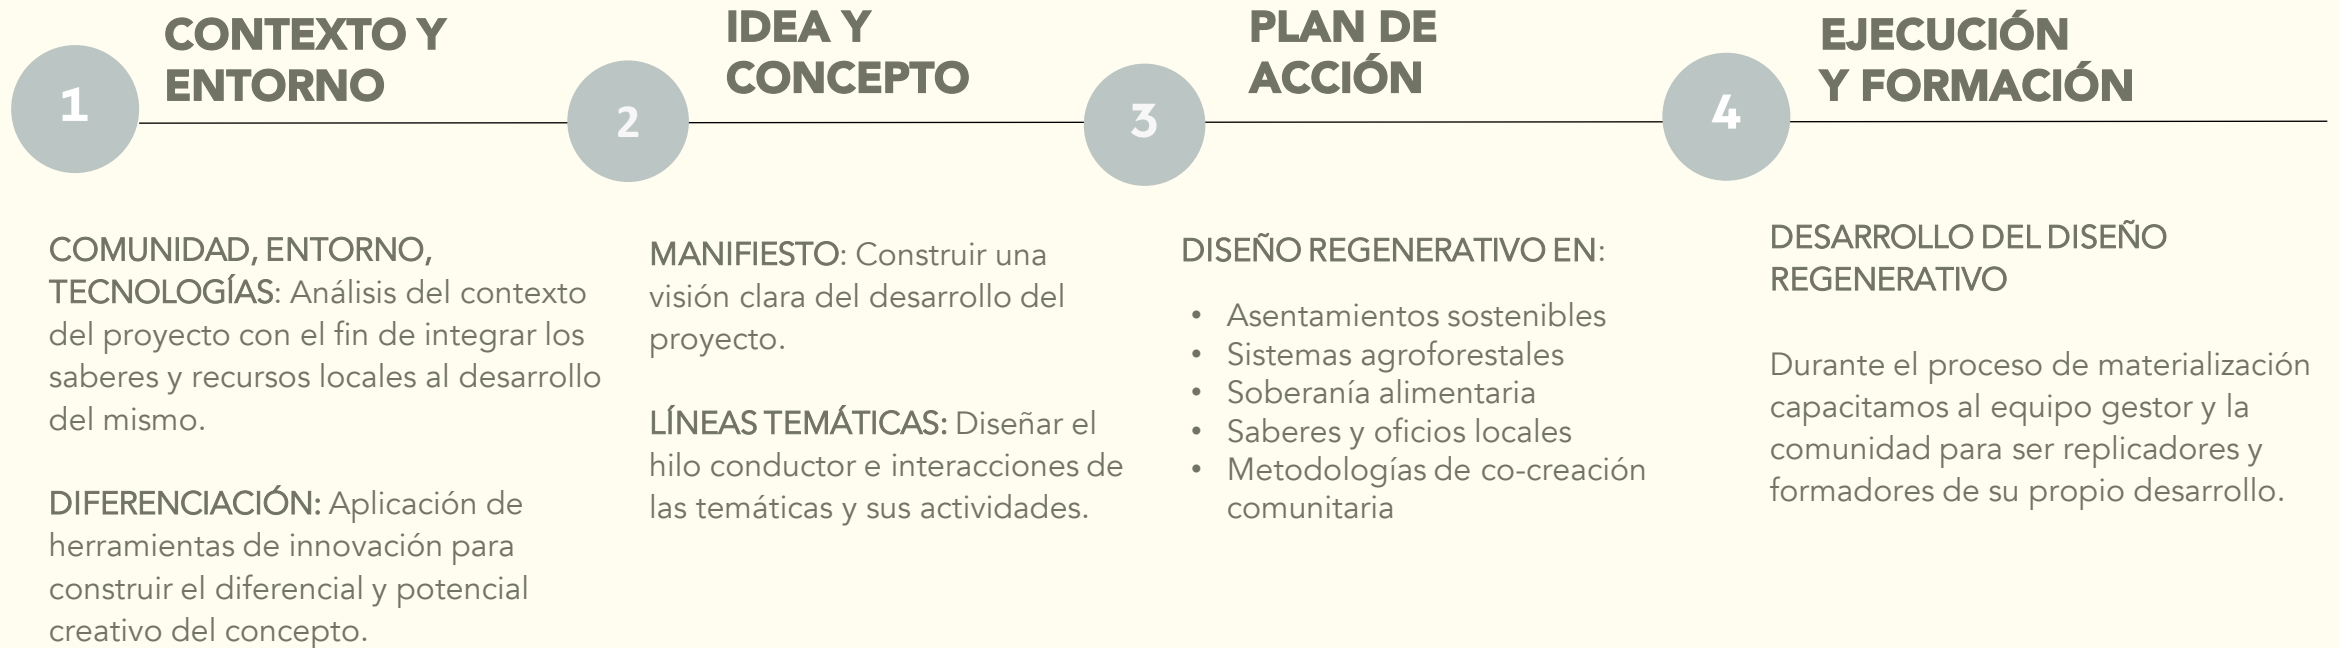 1
CONTEXTO Y
ENTORNO
COMUNIDAD, ENTORNO,
TECNOLOGÍAS: Análisis del contexto
del proyecto con el fin de integrar los
saberes y recursos locales al desarrollo
del mismo.
DIFERENCIACIÓN: Aplicación de
herramientas de innovación para
construir el diferencial y potencial
creativo del concepto.
2
IDEA Y
CONCEPTO
MANIFIESTO: Construir una
visión clara del desarrollo del
proyecto.
LÍNEAS TEMÁTICAS: Diseñar el
hilo conductor e interacciones de
las temáticas y sus actividades.
3
PLAN DE
ACCIÓN
DISEÑO REGENERATIVO EN:
• Asentamientos sostenibles
• Sistemas agroforestales
• Soberanía alimentaria
• Saberes y oficios locales
• Metodologías de co-creación
comunitaria
4
EJECUCIÓN
Y FORMACIÓN
DESARROLLO DEL DISEÑO
REGENERATIVO
Durante el proceso de materialización
capacitamos al equipo gestor y la
comunidad para ser replicadores y
formadores de su propio desarrollo.